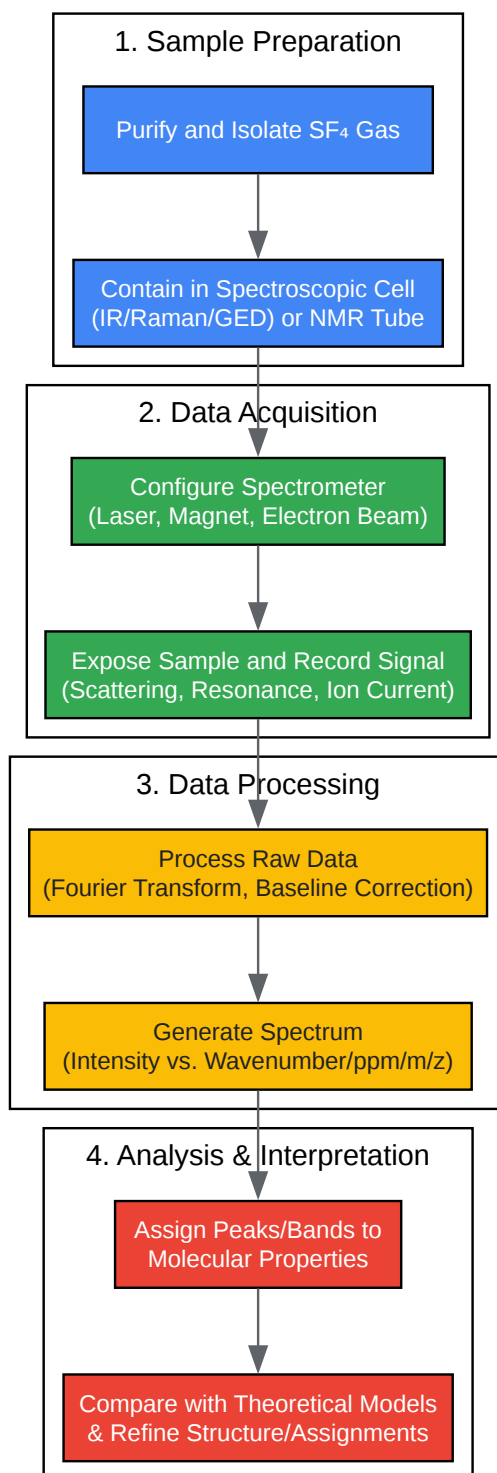 1. Sample Preparation
Purify and Isolate SF₄ Gas
Contain in Spectroscopic Cell
(IR/Raman/GED) or NMR Tube
2. Data Acquisition
Configure Spectrometer
(Laser, Magnet, Electron Beam)
Expose Sample and Record Signal
(Scattering, Resonance, Ion Current)
3. Data Processing
Process Raw Data
(Fourier Transform, Baseline Correction)
Generate Spectrum
(Intensity vs. Wavenumber/ppm/m/z)
4. Analysis & Interpretation
Assign Peaks/Bands to
Molecular Properties
Compare with Theoretical Models
& Refine Structure/Assignments